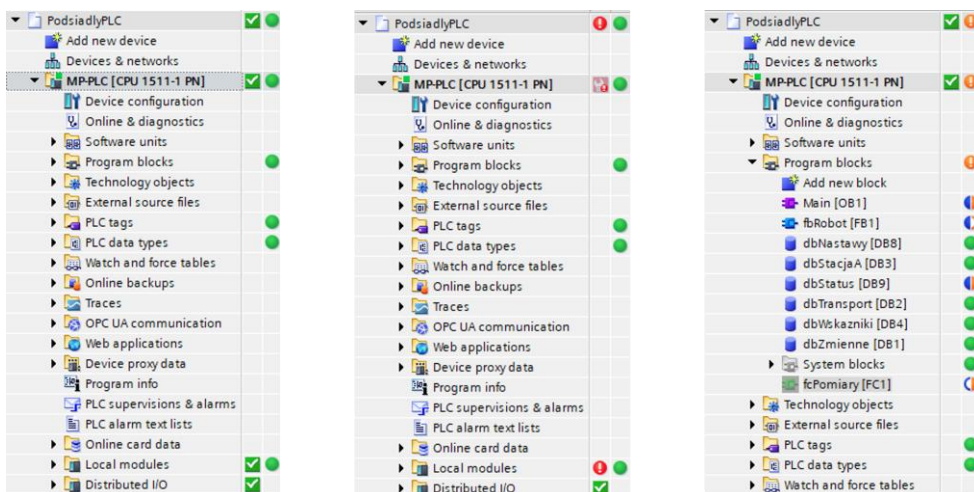 PodsiadlyPLC
Add new device
Devices & networks
MP-PLC [CPU 1511-1 PN]
Device configuration
Online & diagnostics
Software units
Program blocks
Technology objects
External source files
PLC tags
PLC data types
Watch and force tables
Online backups
Traces
OPC UA communication
Web applications
Device proxy data
Program info
PLC supervisions & alarms
PLC alarm text lists
Online card data
Local modules
Distributed I/O
PodsiadlyPLC
Add new device
Devices & networks
MP-PLC [CPU 1511-1 PN]
Device configuration
Online & diagnostics
Software units
Program blocks
Technology objects
External source files
PLC tags
PLC data types
Watch and force tables
Online backups
Traces
OPC UA communication
Web applications
Device proxy data
Program info
PLC supervisions & alarms
PLC alarm text lists
Online card data
Local modules
Distributed I/O
PodsiadlyPLC
Add new device
Devices & networks
MP-PLC [CPU 1511-1 PN]
Device configuration
Online & diagnostics
Software units
Program blocks
Add new block
Main [OB1]
fbRobot [FB1]
dbNastawy [DB8]
dbStacjaA [DB3]
dbStatus [DB9]
dbTransport [DB2]
dbWskazniki [DB4]
dbZmienne [DB1]
System blocks
fcPomiary [FC1]
Technology objects
External source files
PLC tags
PLC data types
Watch and force tables